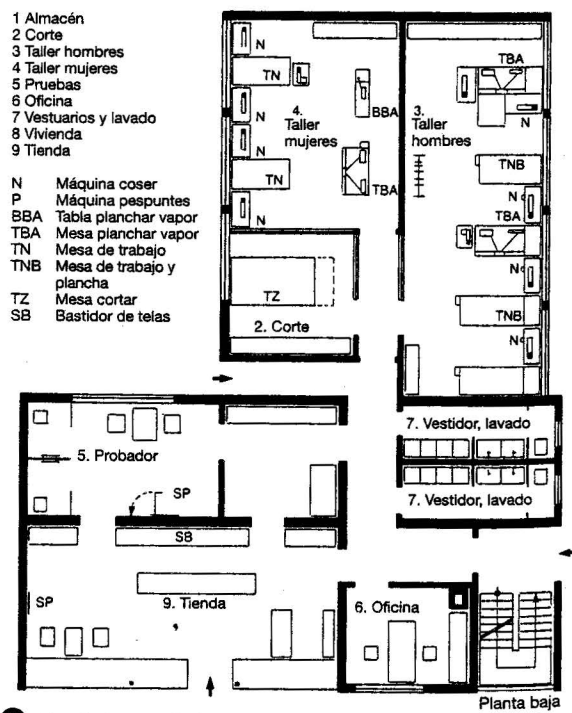 1 Almacén
2 Corte
3 Taller hombres
4 Taller mujeres
5 Pruebas
6 Oficina
7 Vestuarios y lavado
8 Vivienda
9 Tienda
N Máquina coser
P Máquina pespuntes
BBA Tabla planchar vapor
TBA Mesa planchar vapor
TN Mesa de trabajo
TNB Mesa de trabajo y
plancha
TZ Mesa cortar
SB Bastidor de telas
N
TN
N
N
TN
N
4.
Taller
mujeres
BBA
TBA
TZ
2. Corte
TBA
N
3.
Taller
hombres
TNB
N
TBA
N
TNB
N
7. Vestidor, lavado
7. Vestidor, lavado
5. Probador
SP
SB
SP
9. Tienda
6. Oficina
Planta baja